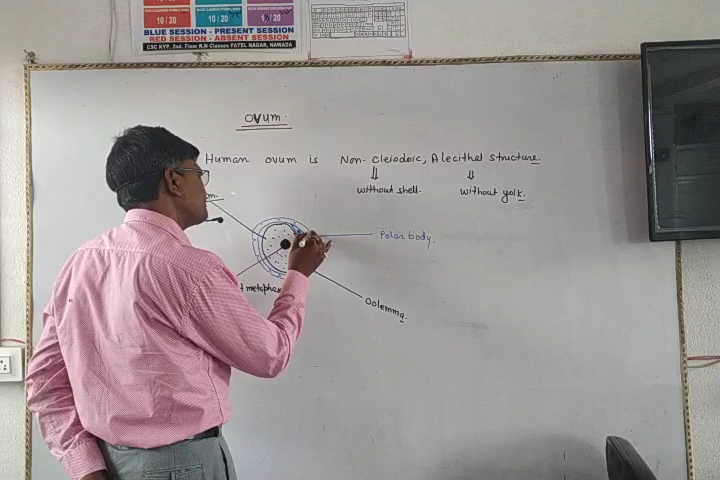 10/20 10/20
BLUE SESSION - PRESENT SESSION
RED SESSION - ABSENT SESSION
CSC KYP, 2nd. Floor R.N Classes PATEL NAGAR, NAWADA
OVUM.
Human ovum is Non-cleiodoic, Alecithal structure.
without shell. without yolk.
Polar body.
Oolemma.